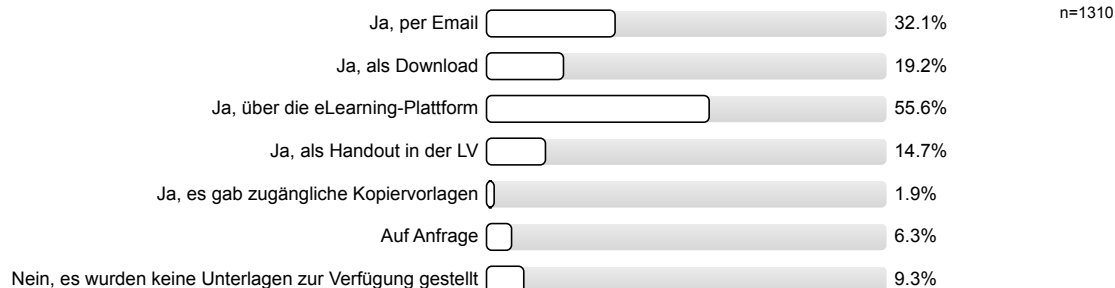 Ja, per Email 32.1% n=1310
Ja, als Download 19.2%
Ja, über die eLearning-Plattform 55.6%
Ja, als Handout in der LV 14.7%
Ja, es gab zugängliche Kopiervorlagen 1.9%
Auf Anfrage 6.3%
Nein, es wurden keine Unterlagen zur Verfügung gestellt 9.3%